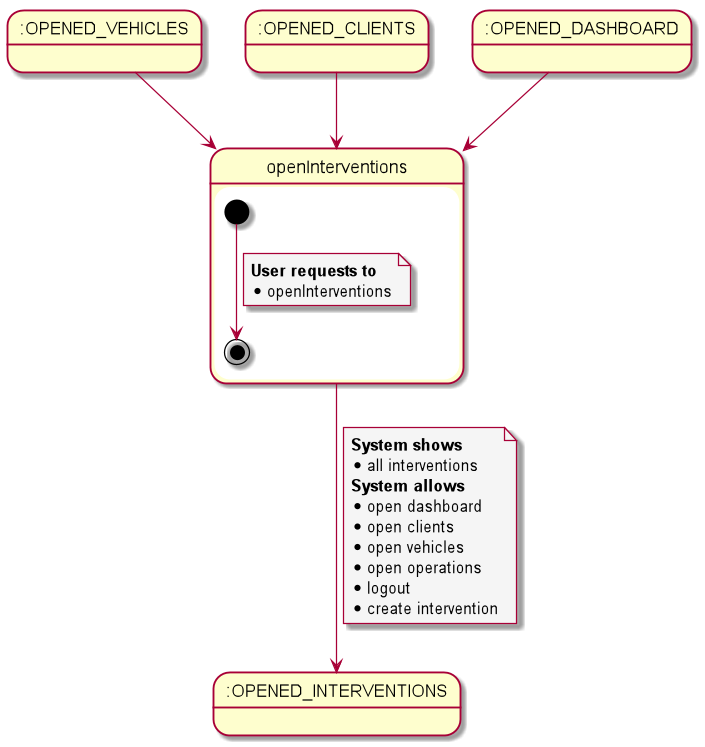 :OPENED_VEHICLES
:OPENED_CLIENTS
:OPENED_DASHBOARD
openInterventions
User requests to
• openInterventions
System shows
• all interventions
System allows
• open dashboard
• open clients
• open vehicles
• open operations
• logout
• create intervention
:OPENED_INTERVENTIONS